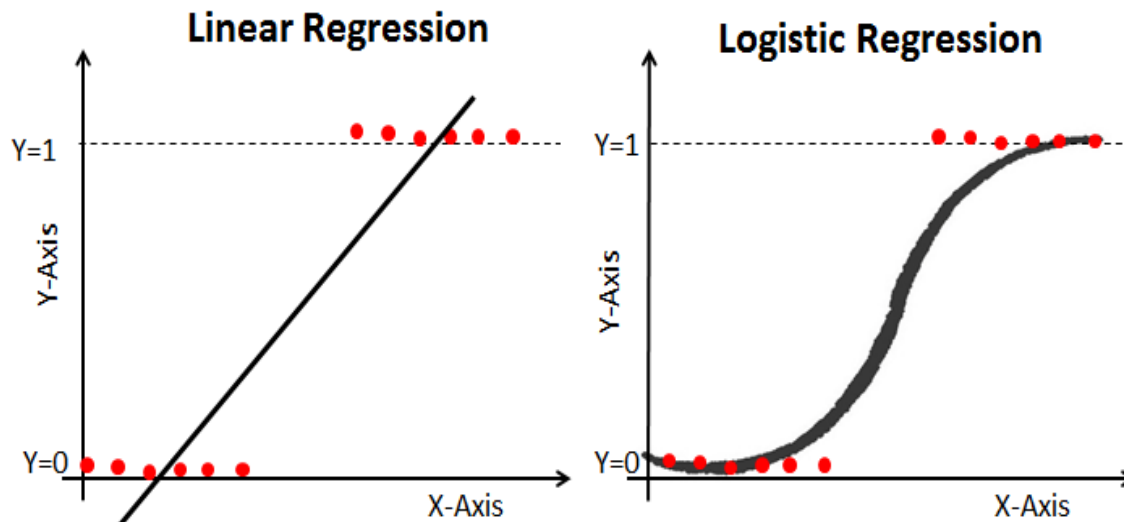 Linear Regression
Y=1
Y-Axis
Y=0
X-Axis
Logistic Regression
Y=1
Y-Axis
Y=0
X-Axis